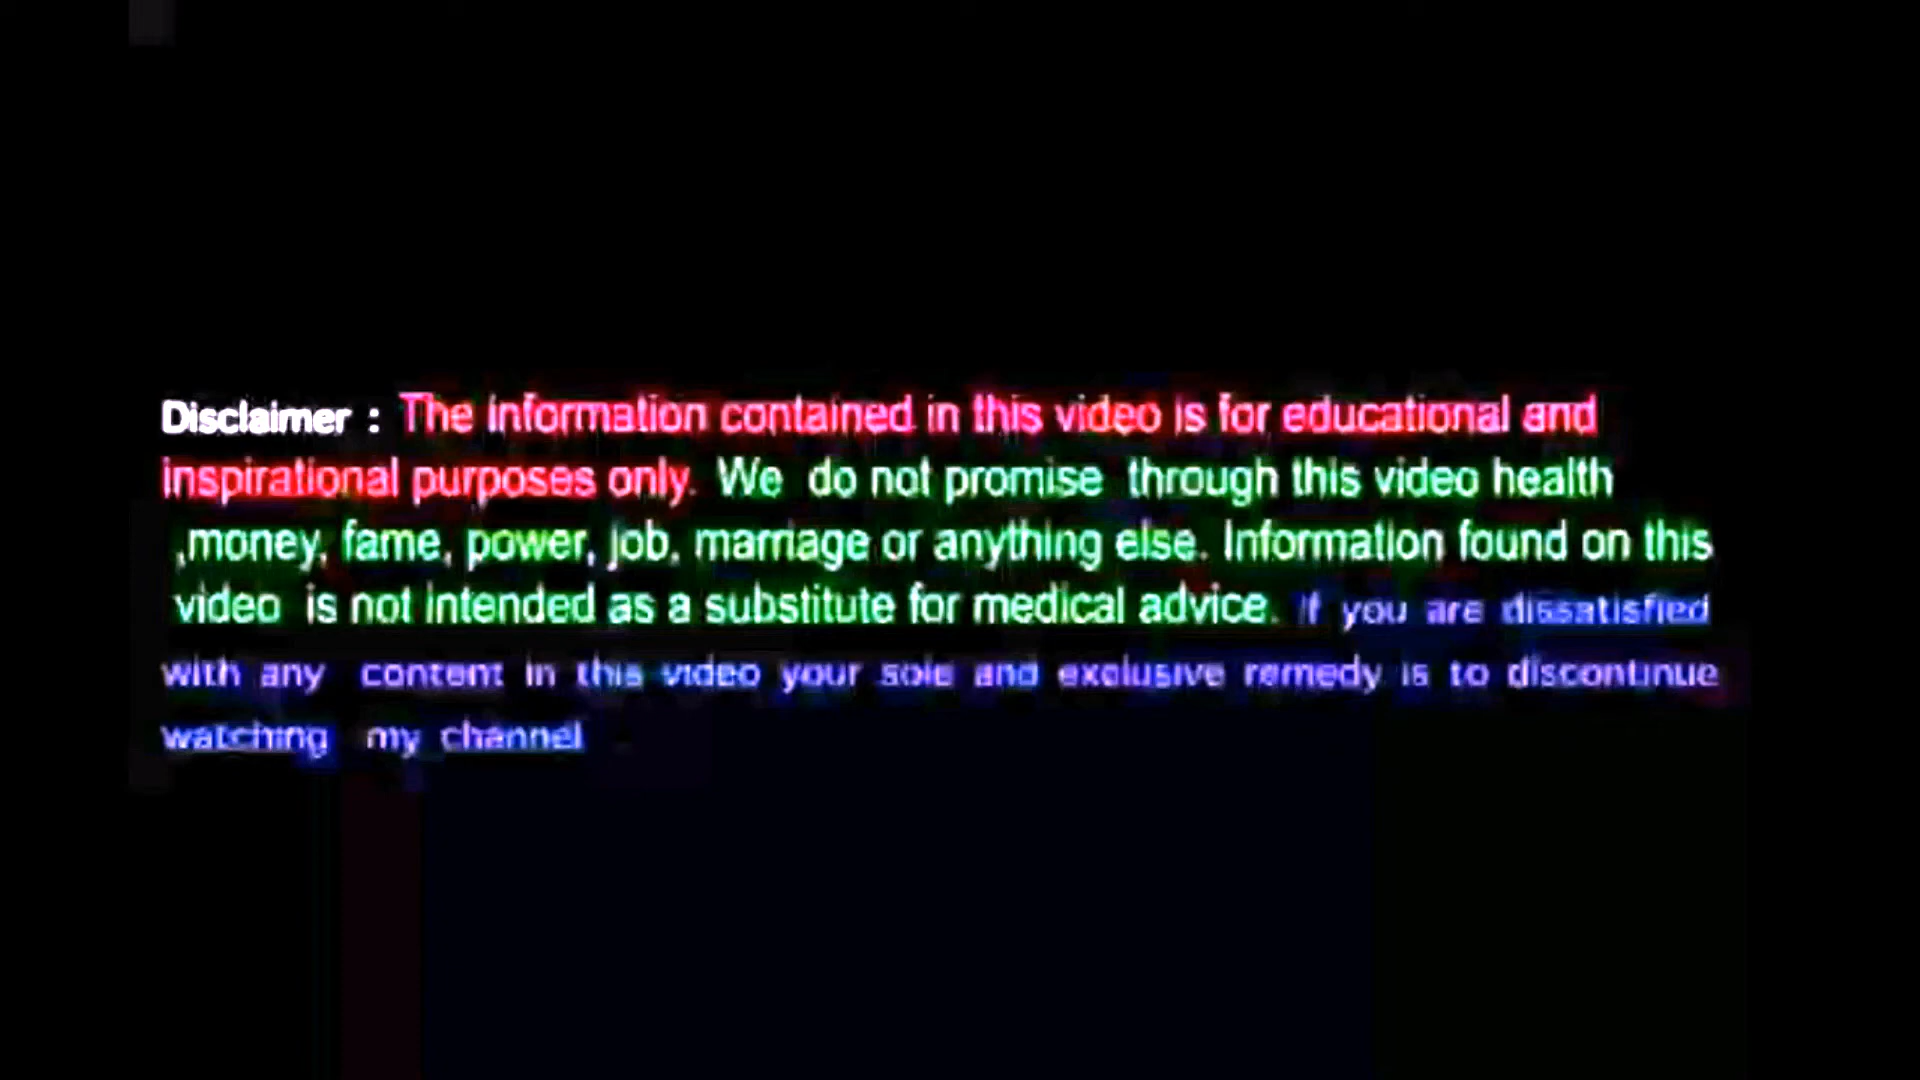 Disclaimer : The information contained in this video is for educational and
inspirational purposes only. We do not promise through this video health
,money, fame, power, job, marriage or anything else. Information found on this
video is not intended as a substitute for medical advice. If you are dissatisfied
with any content in this video your sole and exclusive remedy is to discontinue
watching my channel